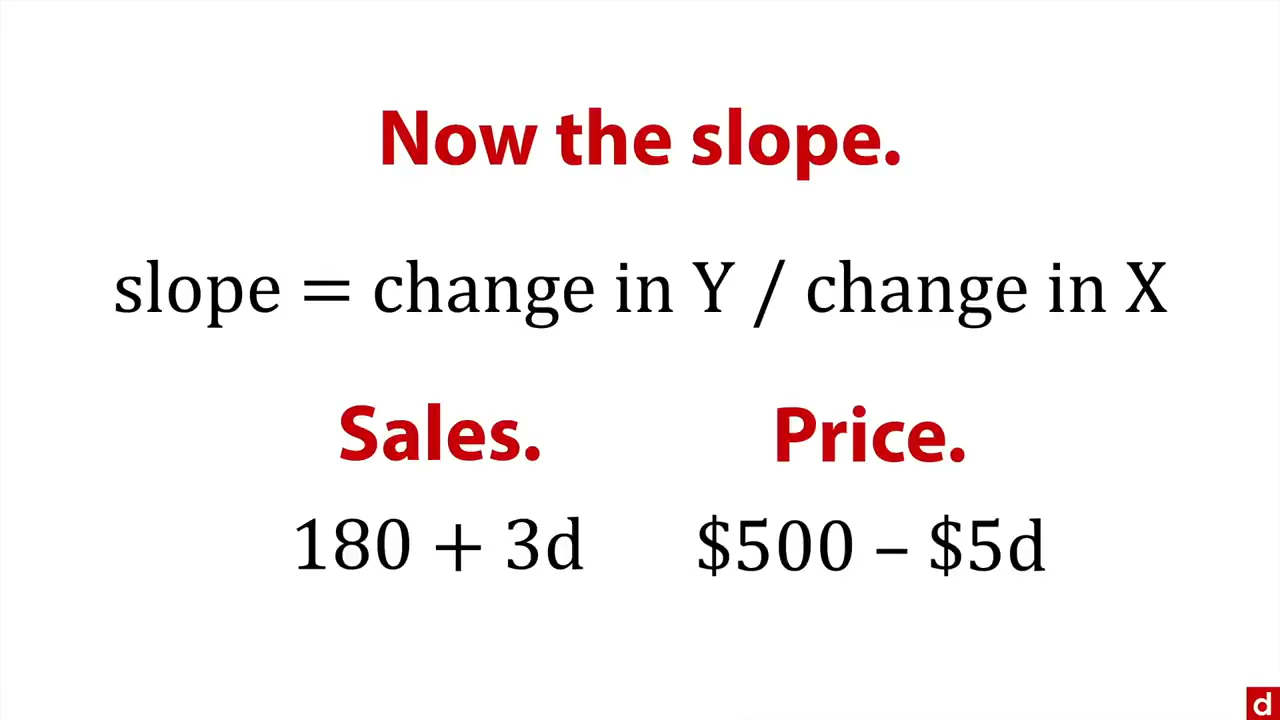 Now the slope.
slope = change in Y / change in X
Sales. Price.
180 + 3d $500 – $5d
d